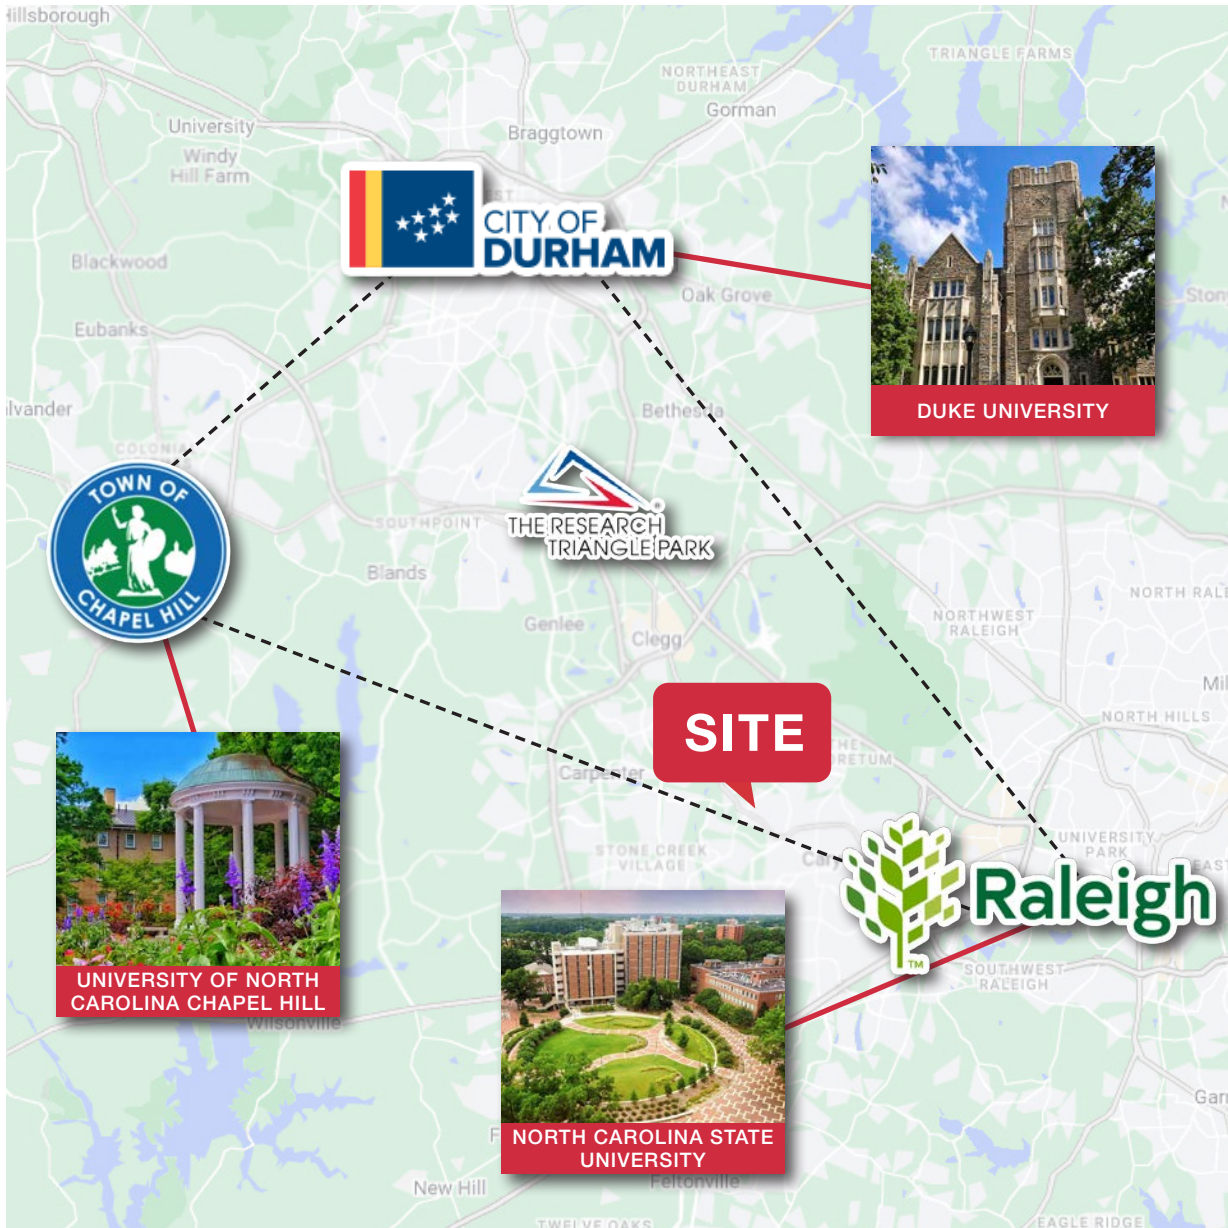 Hillsborough
TRIANGLE FARMS
NORTHEAST
DURHAM
Gorman
University
Braggtown
Windy
Hill Farm
CITY OF
DURHAM
Blackwood
Oak Grove
Eubanks
DUKE UNIVERSITY
Bethesda
TOWN OF
CHAPEL HILL
THE RESEARCH
TRIANGLE PARK
SOUTHPOINT
Blands
NORTHWEST
RALEIGH
Genlee
Clegg
SITE
NORTH HILLS
Carpenter
UNIVERSITY
PARK
STONE CREEK
VILLAGE
Cary
Raleigh
TM
SOUTHWEST
RALEIGH
UNIVERSITY OF NORTH
CAROLINA CHAPEL HILL
Wilsonville
NORTH CAROLINA STATE
UNIVERSITY
New Hill
Feltonville
TWELVE OAKS
EAGLE RIDGE